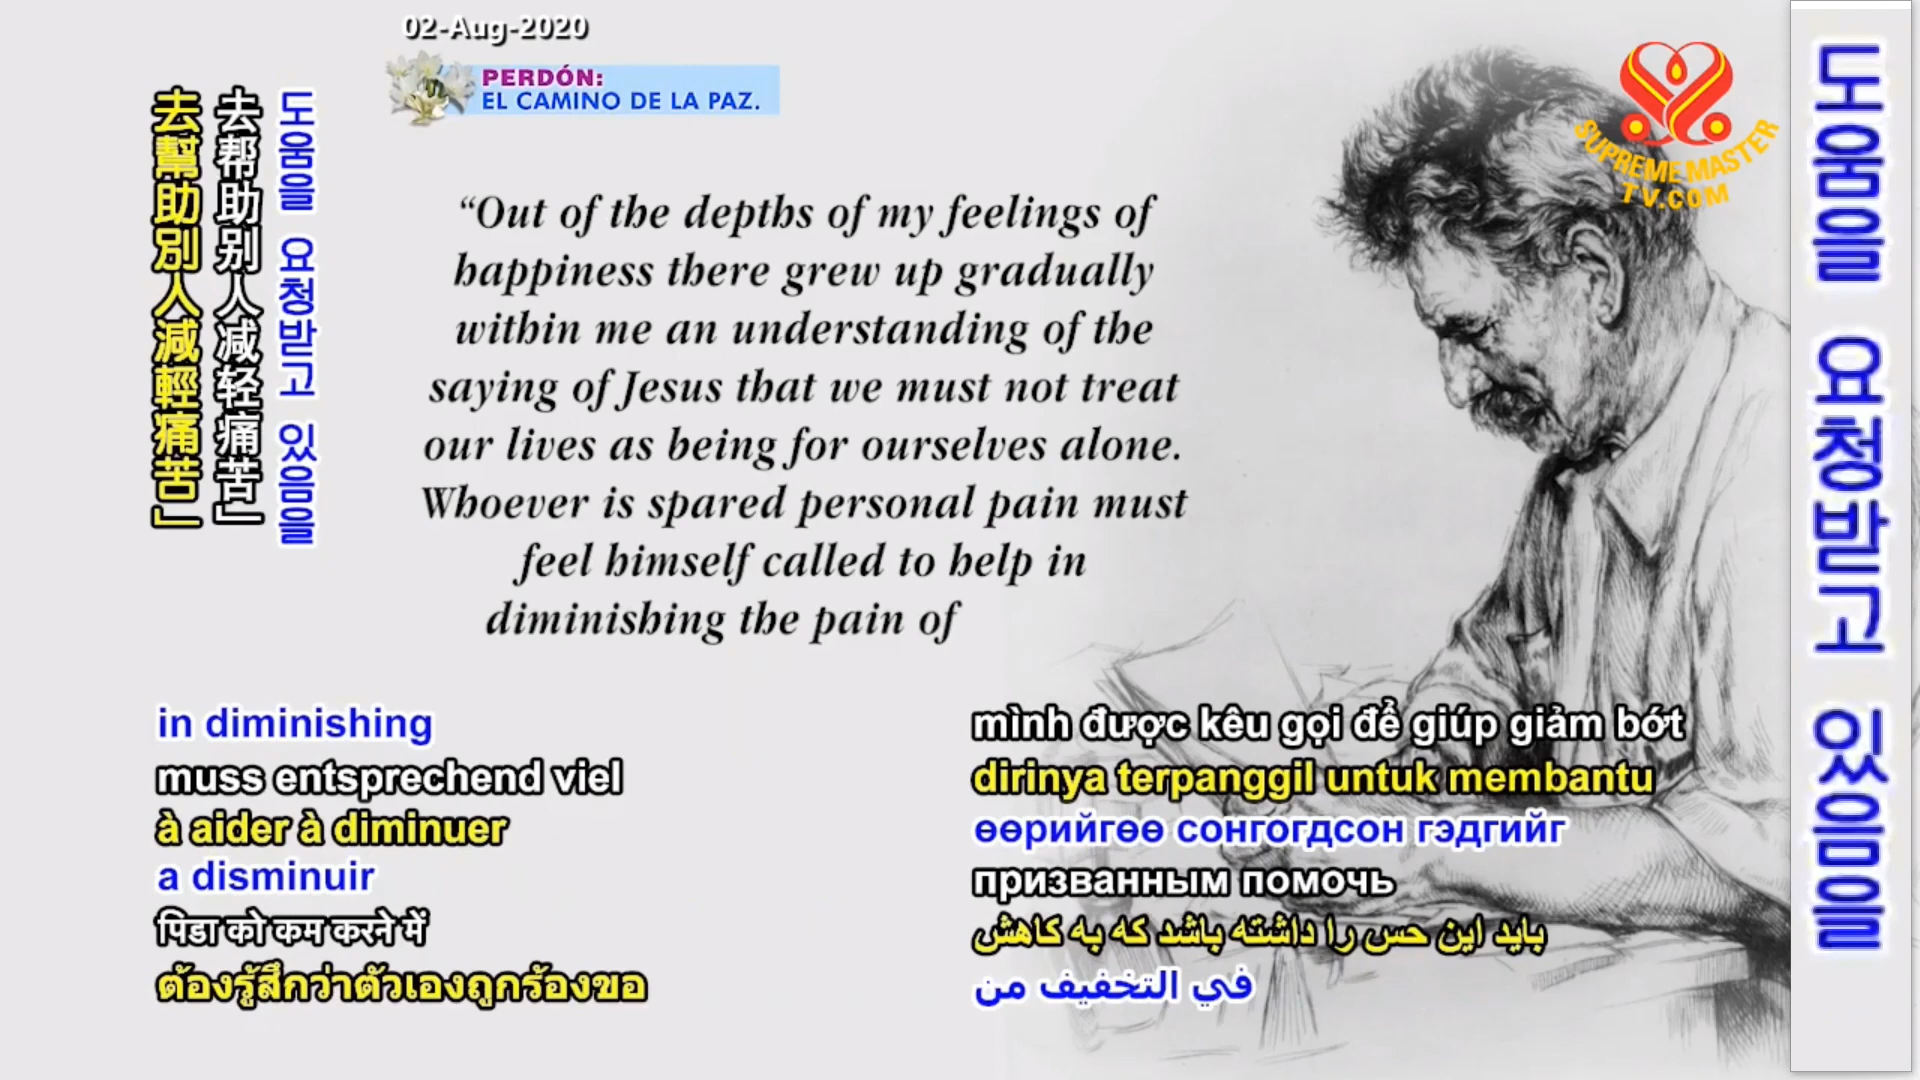 02-Aug-2020
PERDÓN:
EL CAMINO DE LA PAZ.
SUPREME MASTER
TV.COM
去幫助別人減輕痛苦」
去帮助别人减轻痛苦」
도움을 요청받고 있음을
“Out of the depths of my feelings of
happiness there grew up gradually
within me an understanding of the
saying of Jesus that we must not treat
our lives as being for ourselves alone.
Whoever is spared personal pain must
feel himself called to help in
diminishing the pain of
in diminishing
muss entsprechend viel
à aider à diminuer
a disminuir
पिडा को कम करने में
ต้องรู้สึกว่าตัวเองถูกร้องขอ
mình được kêu gọi để giúp giảm bớt
dirinya terpanggil untuk membantu
өөрийгөө сонгогдсон гэдгийг
призванным помочь
باید این حس را داشته باشد که به کاهش
في التخفيف من
도움을 요청받고 있음을